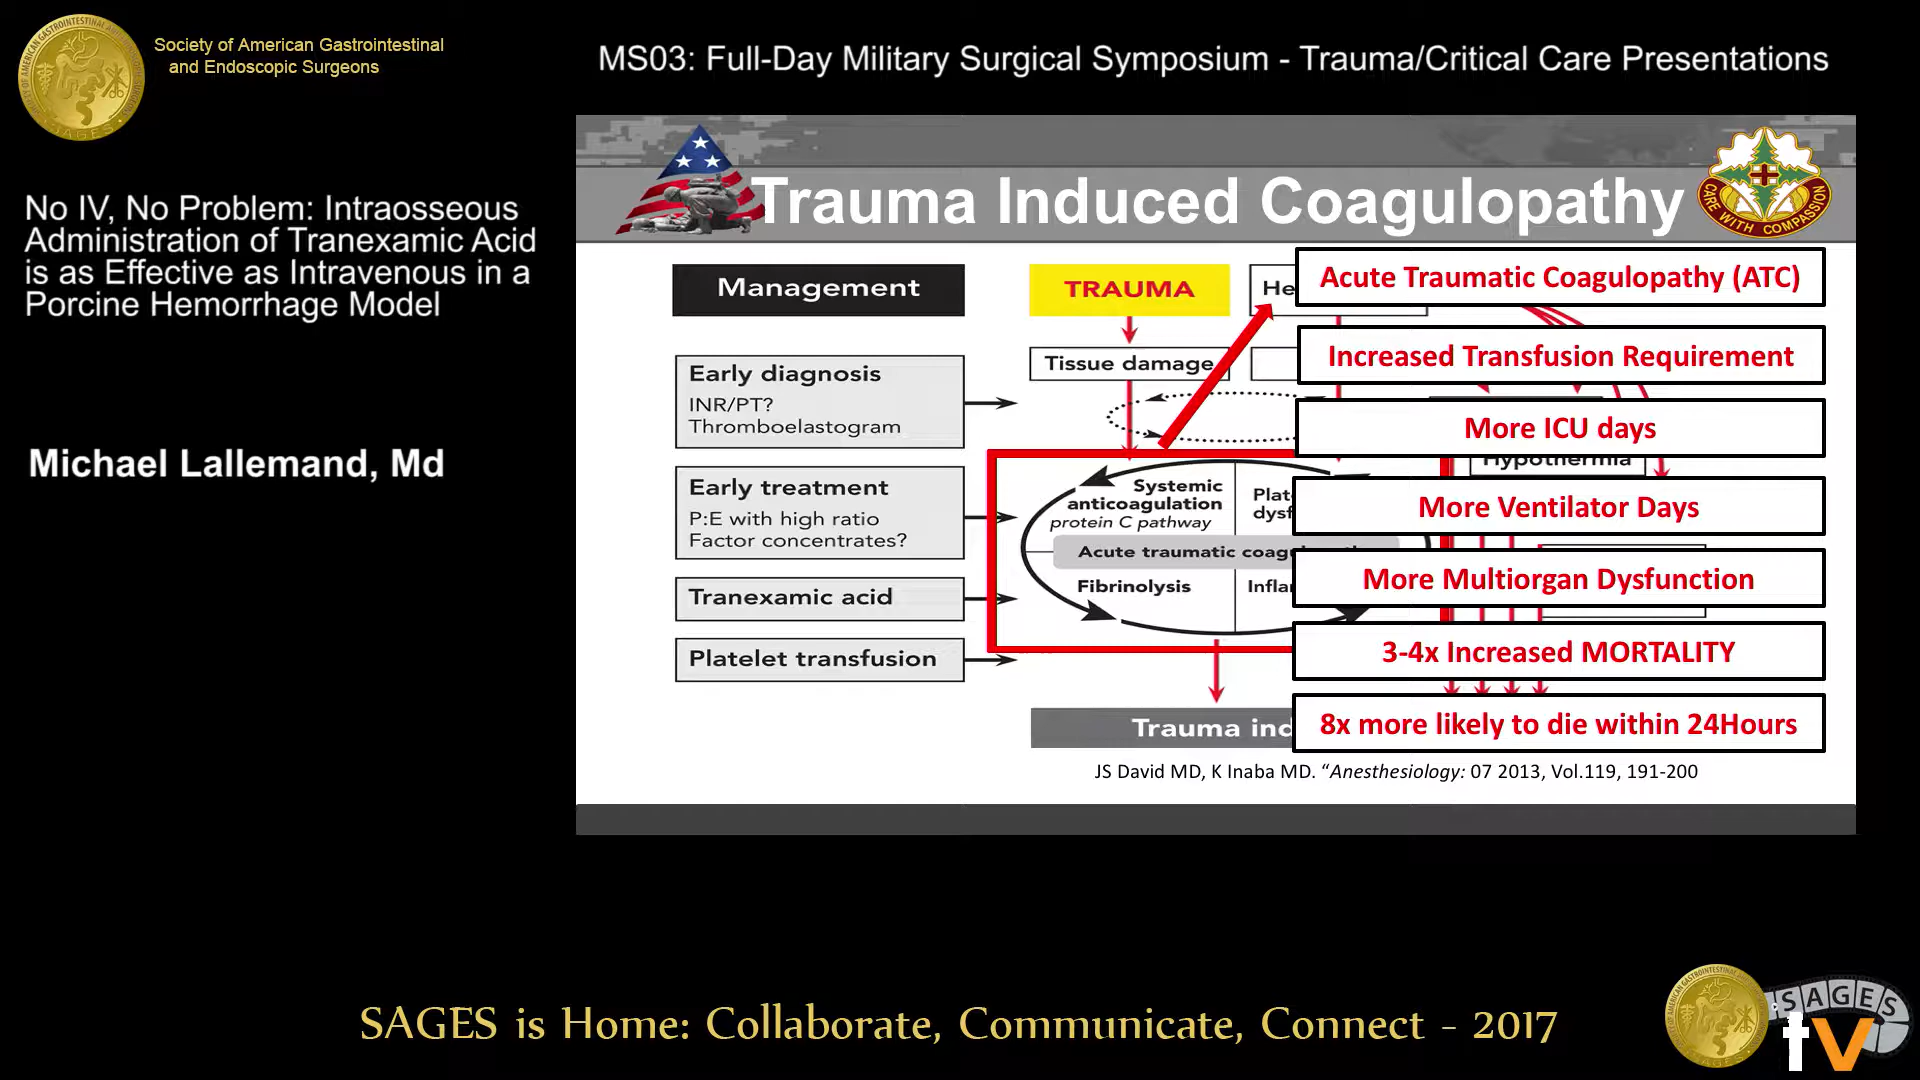 Society of American Gastrointestinal
and Endoscopic Surgeons
MS03: Full-Day Military Surgical Symposium - Trauma/Critical Care Presentations
No IV, No Problem: Intraosseous
Administration of Tranexamic Acid
is as Effective as Intravenous in a
Porcine Hemorrhage Model
Michael Lallemand, Md
Trauma Induced Coagulopathy
CARE WITH COMPASSION
Management
TRAUMA
Acute Traumatic Coagulopathy (ATC)
Tissue damage
Increased Transfusion Requirement
Early diagnosis
INR/PT?
Thromboelastogram
More ICU days
Hypothermia
Early treatment
P:E with high ratio
Factor concentrates?
Systemic
anticoagulation
protein C pathway
More Ventilator Days
Acute traumatic
Fibrinolysis
More Multiorgan Dysfunction
Tranexamic acid
3-4x Increased MORTALITY
Platelet transfusion
Trauma
8x more likely to die within 24Hours
JS David MD, K Inaba MD. “Anesthesiology: 07 2013, Vol.119, 191-200
SAGES is Home: Collaborate, Communicate, Connect - 2017
SAGES
tv